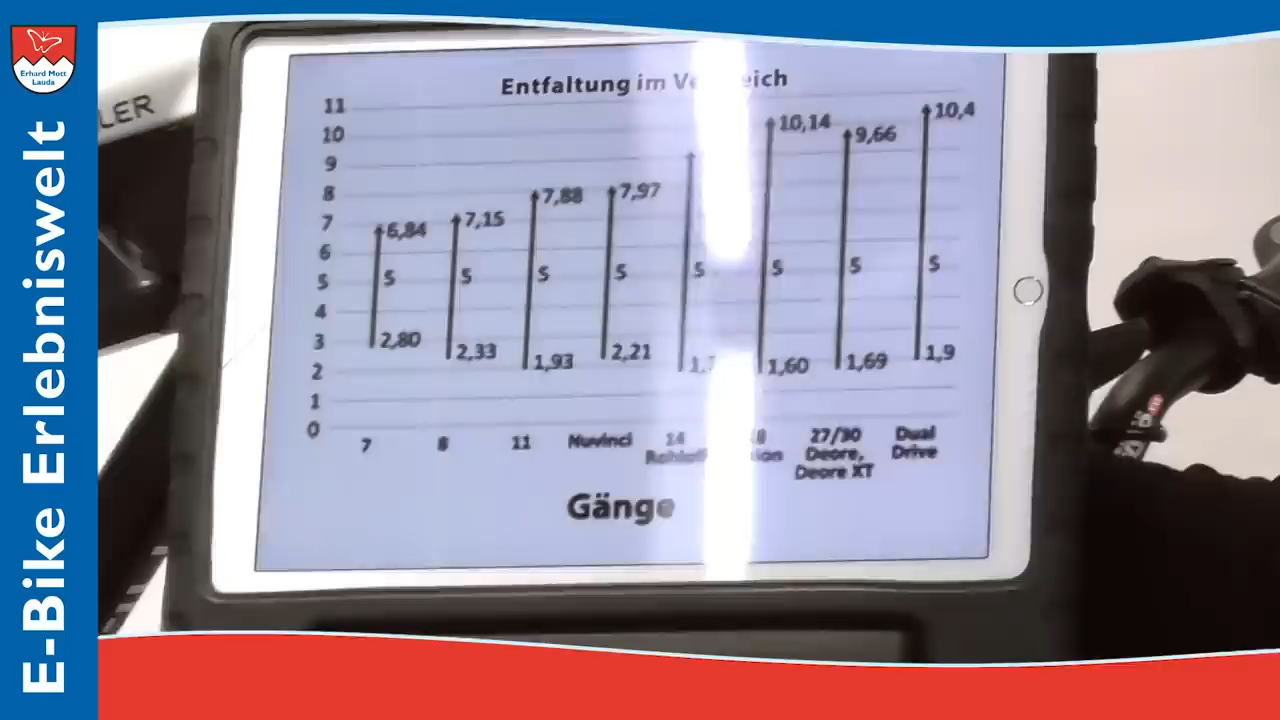 Erhard Mott
Lauda
E-Bike Erlebniswelt
LER
Entfaltung im
11
10
9
8
7
6
5
4
3
2
1
0
6,84
7,15
7,88
7,97
10,14
9,66
10,4
5 5 5 5 5 5 5 5
2,80
2,33
1,93
2,21
1,60
1,69
1,9
7 8 11 Nuvinci 14 27/30 Dual
Deore, Drive
Deore XT
Gänge